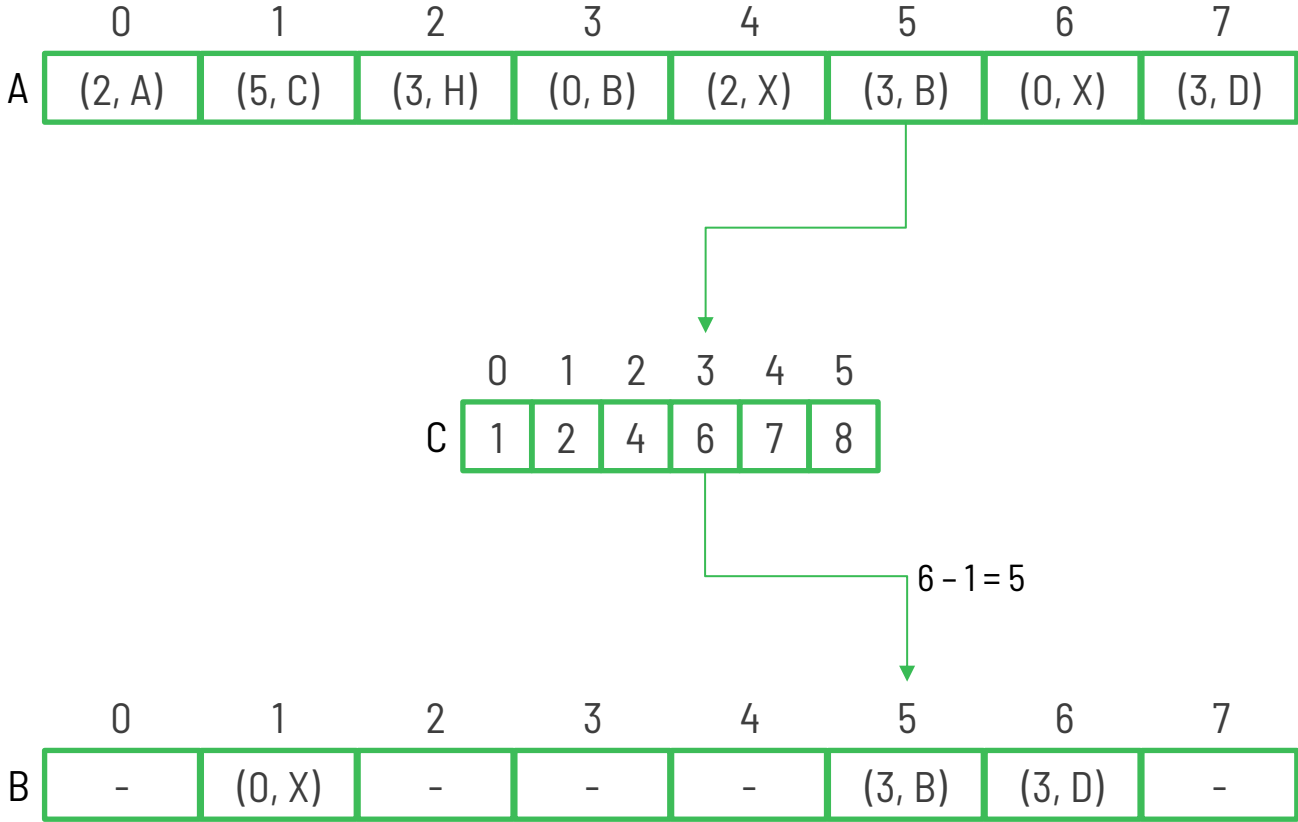 0 1 2 3 4 5 6 7
A (2, A) (5, C) (3, H) (0, B) (2, X) (3, B) (0, X) (3, D)
0 1 2 3 4 5
C 1 2 4 6 7 8
6 – 1 = 5
0 1 2 3 4 5 6 7
B - (0, X) - - - (3, B) (3, D) -